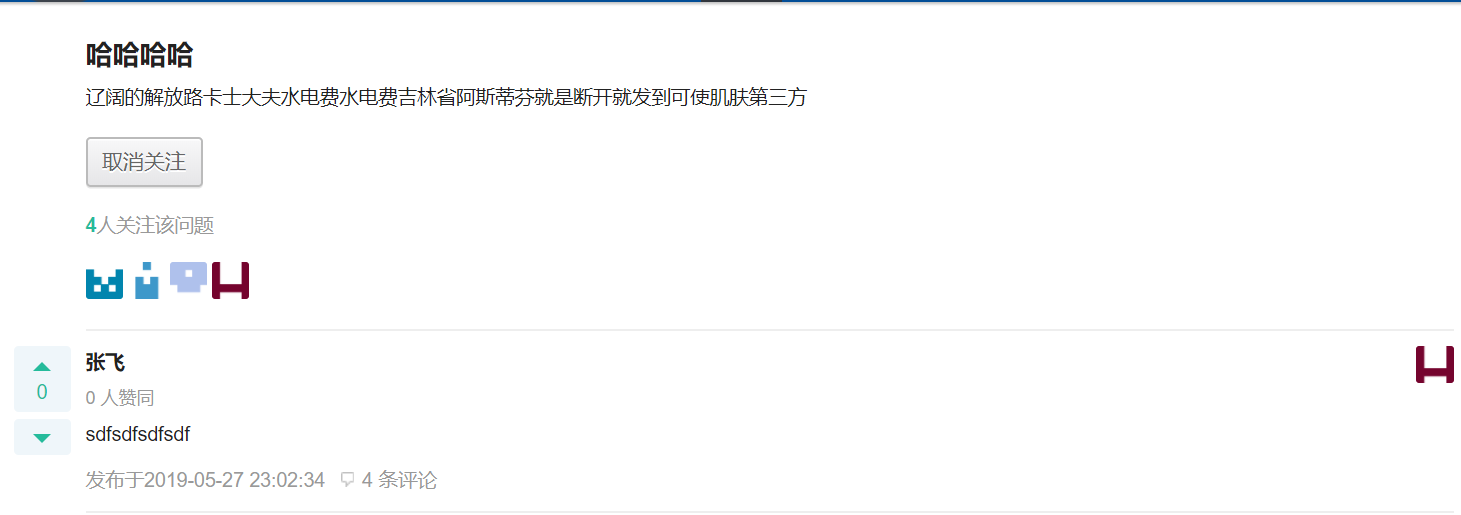 哈哈哈哈
辽阔的解放路卡士大夫水电费水电费吉林省阿斯蒂芬就是断开就发到可使肌肤第三方
取消关注
4人关注该问题
张飞
0
0 人赞同
sdfsdfsdfsdf
发布于2019-05-27 23:02:34 4 条评论